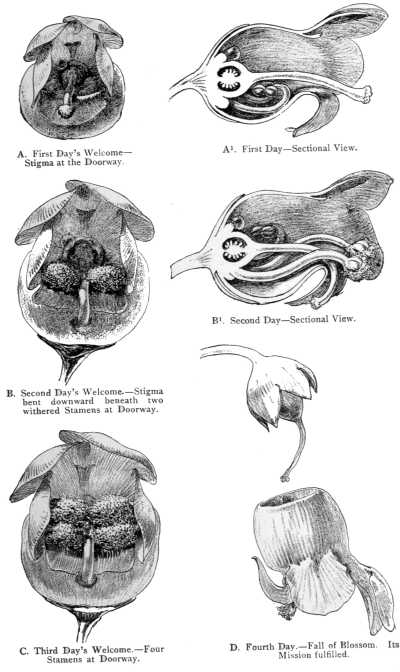 A. First Day's Welcome—
Stigma at the Doorway.
A¹. First Day—Sectional View.
B. Second Day's Welcome.—Stigma
bent downward beneath two
withered Stamens at Doorway.
B¹. Second Day—Sectional View.
C. Third Day's Welcome.—Four
Stamens at Doorway.
D. Fourth Day.—Fall of Blossom. Its
Mission fulfilled.